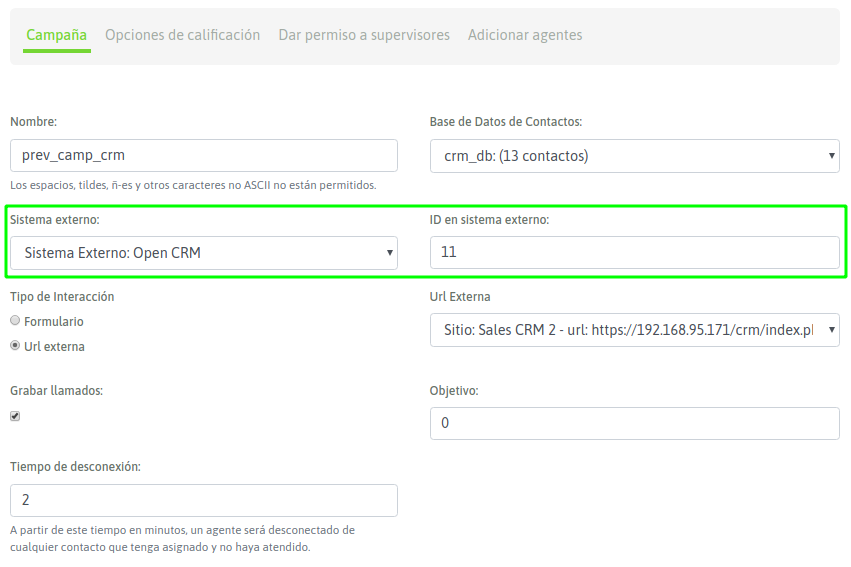 Campaña Opciones de calificación Dar permiso a supervisores Adicionar agentes
Nombre: Base de Datos de Contactos:
prev_camp_crm crm_db: (13 contactos)
Los espacios, tildes, ñ-es y otros caracteres no ASCII no están permitidos.
Sistema externo: ID en sistema externo:
Sistema Externo: Open CRM 11
Tipo de Interacción Url Externa
Formulario
Sitio: Sales CRM 2 - url: https://192.168.95.171/crm/index.pl
Url externa
Grabar llamados: Objetivo:
0
Tiempo de desconexión:
2
A partir de este tiempo en minutos, un agente será desconectado de
cualquier contacto que tenga asignado y no haya atendido.